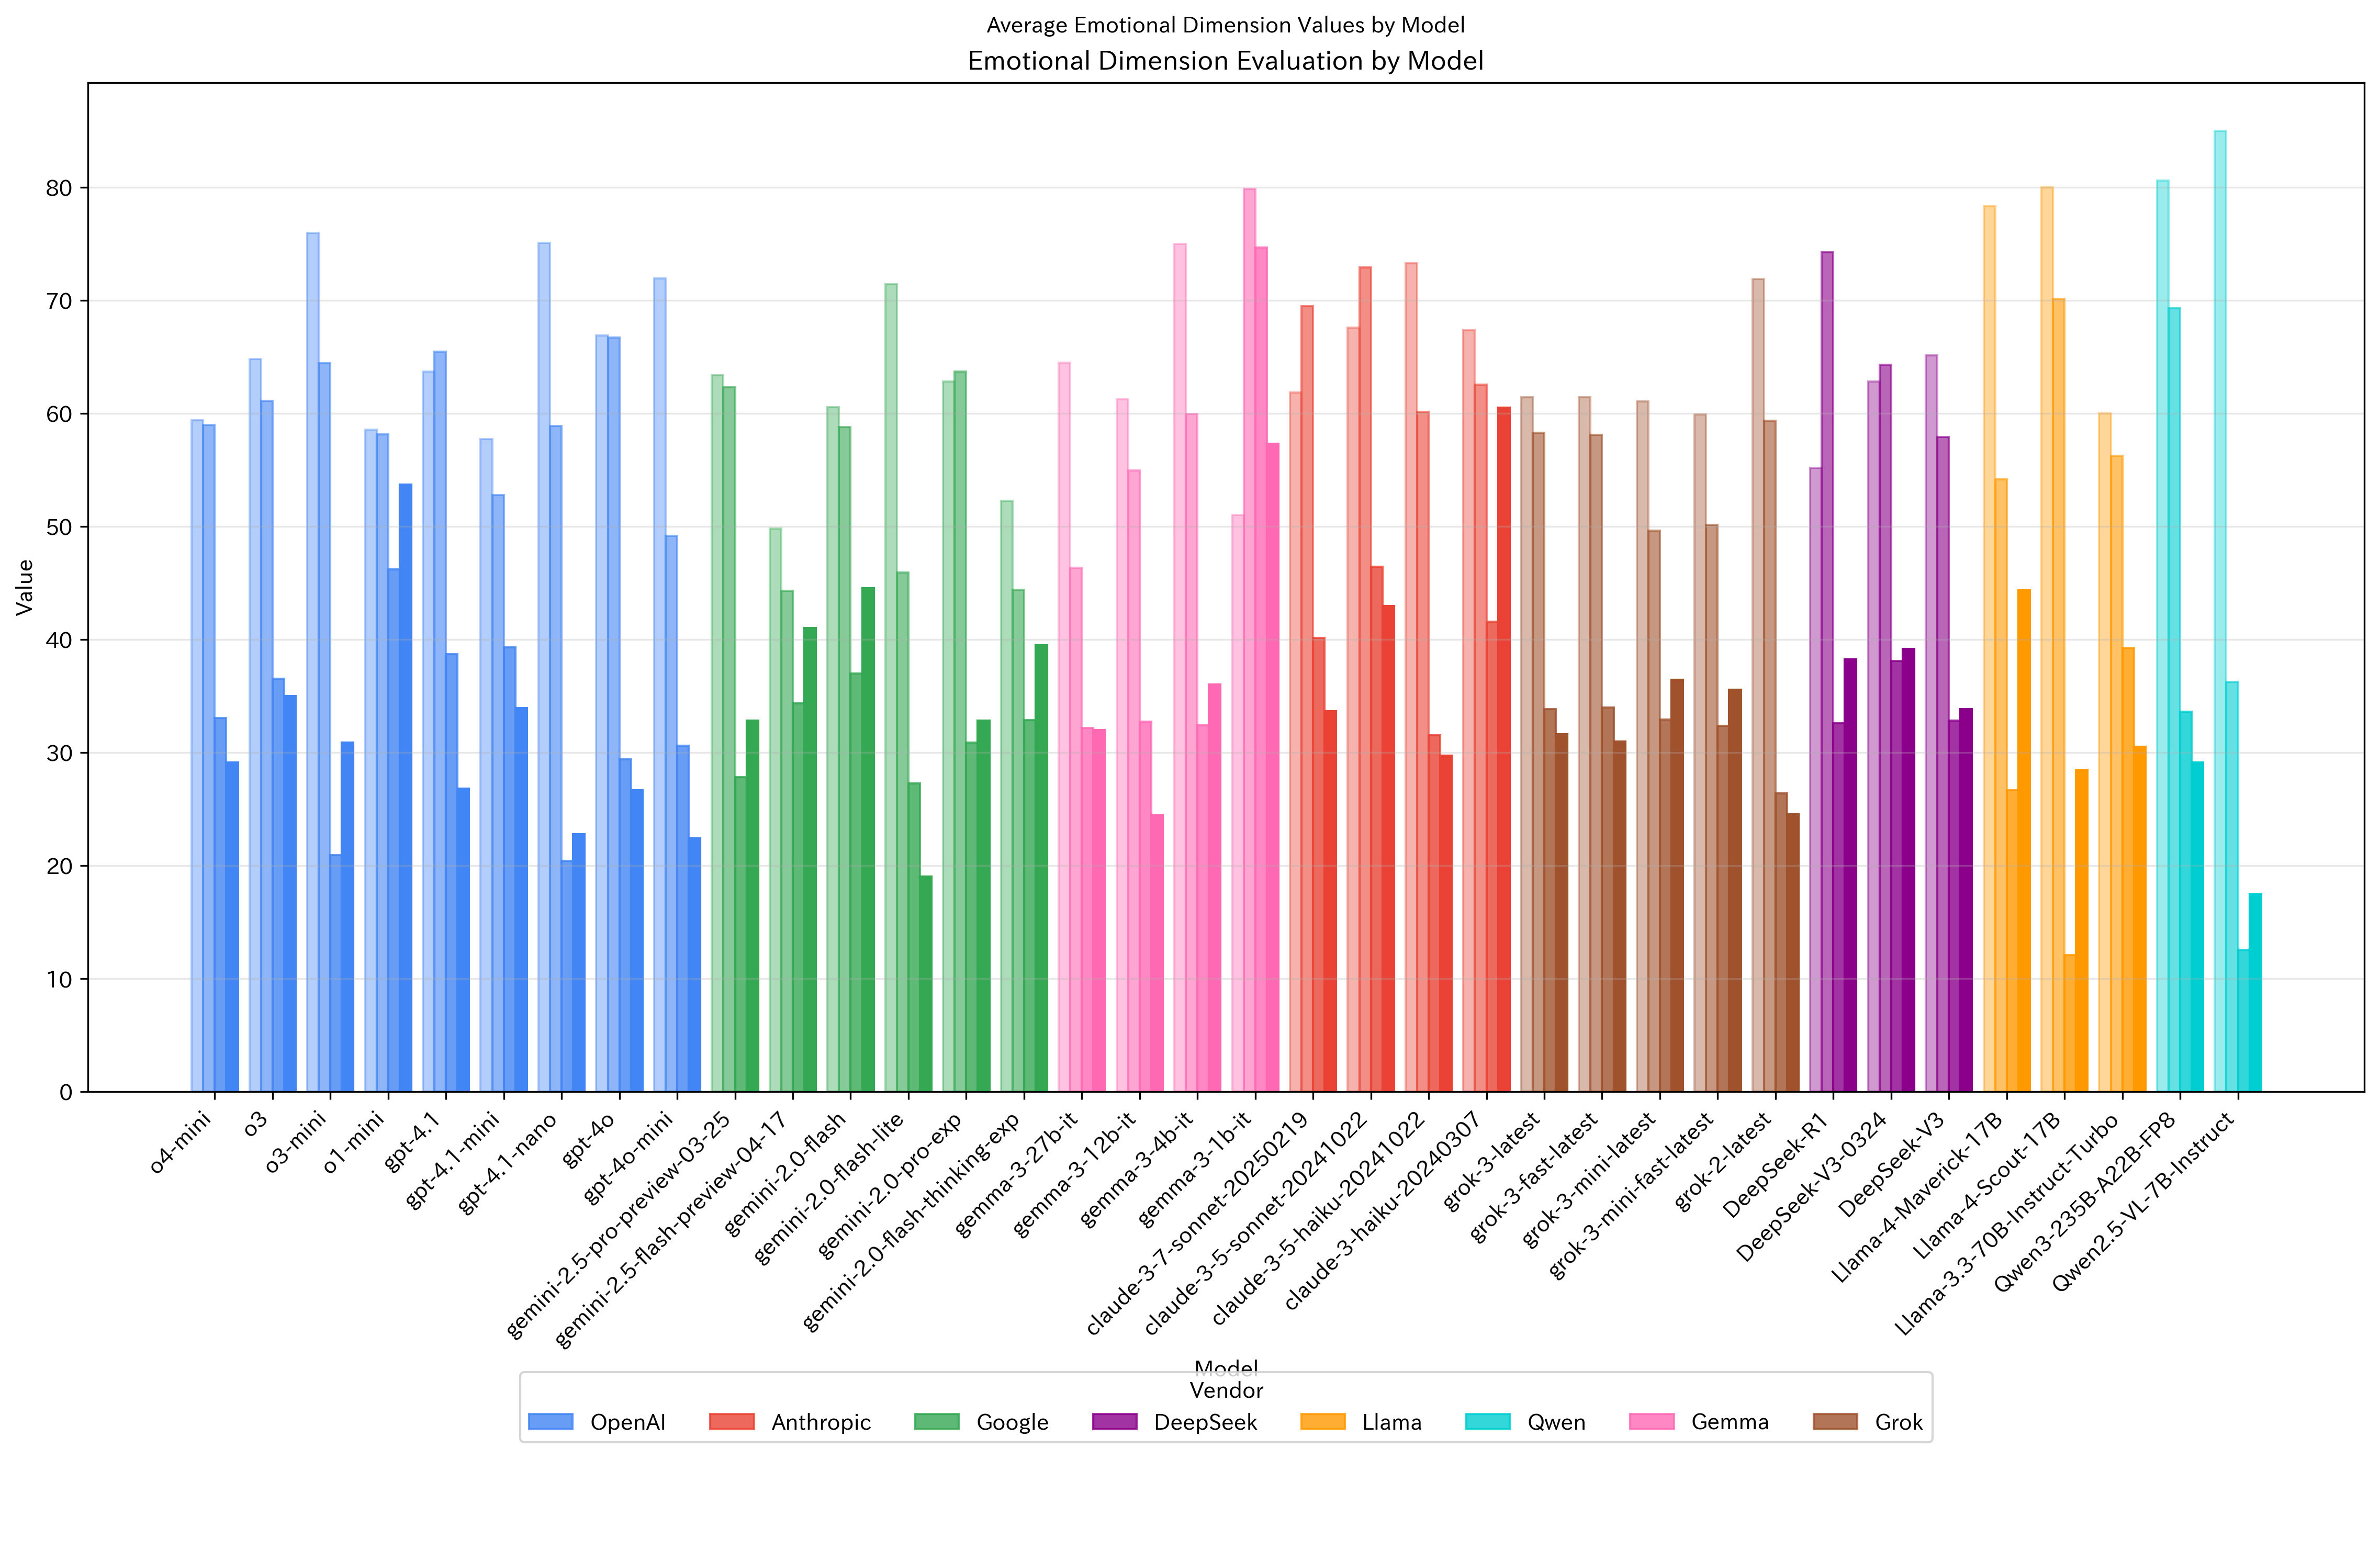 Average Emotional Dimension Values by Model
Emotional Dimension Evaluation by Model
Value
80
70
60
50
40
30
20
10
0
o4-mini
o3
o3-mini
o1-mini
gpt-4.1
gpt-4.1-mini
gpt-4.1-nano
gpt-4o
gpt-4o-mini
gemini-2.5-pro-preview-03-25
gemini-2.5-flash-preview-04-17
gemini-2.0-flash
gemini-2.0-flash-lite
gemini-2.0-pro-exp
gemini-2.0-flash-thinking-exp
gemma-3-27b-it
gemma-3-12b-it
gemma-3-4b-it
gemma-3-1b-it
claude-3-7-sonnet-20250219
claude-3-5-sonnet-20241022
claude-3-5-haiku-20241022
claude-3-haiku-20240307
grok-3-latest
grok-3-fast-latest
grok-3-mini-latest
grok-3-mini-fast-latest
grok-2-latest
DeepSeek-R1
DeepSeek-V3-0324
DeepSeek-V3
Llama-4-Maverick-17B
Llama-4-Scout-17B
Llama-3.3-70B-Instruct-Turbo
Qwen3-235B-A22B-FP8
Qwen2.5-VL-7B-Instruct
Model
Vendor
OpenAI Anthropic Google DeepSeek Llama Qwen Gemma Grok